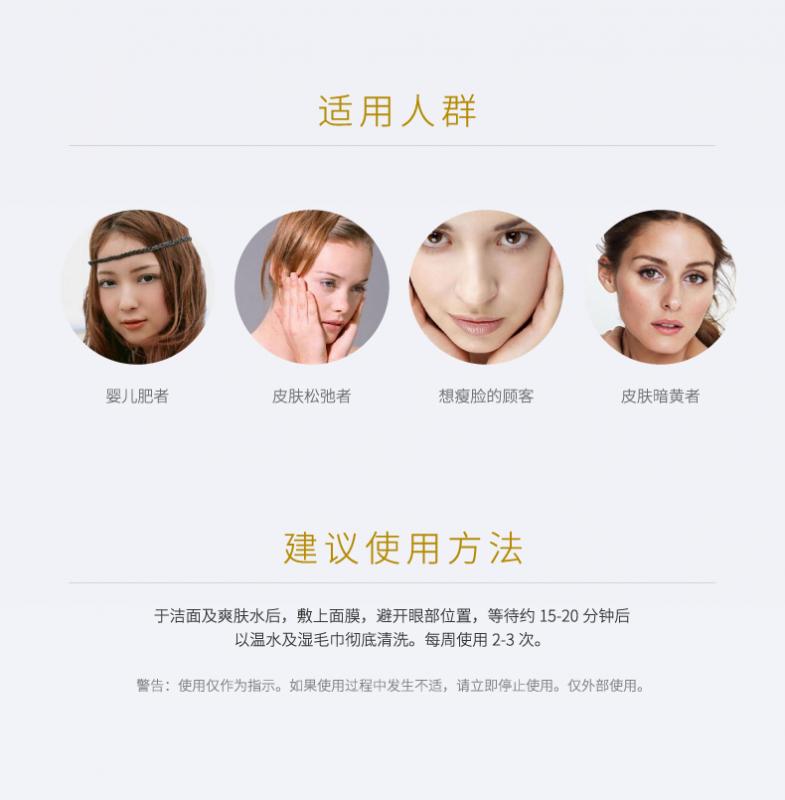 适用人群
婴儿肥者
皮肤松弛者
想瘦脸的顾客
皮肤暗黄者
建议使用方法
于洁面及爽肤水后，敷上面膜，避开眼部位置，等待约 15-20 分钟后
以温水及湿毛巾彻底清洗。每周使用 2-3 次。
警告：使用仅作为指示。如果使用过程中发生不适，请立即停止使用。仅外部使用。